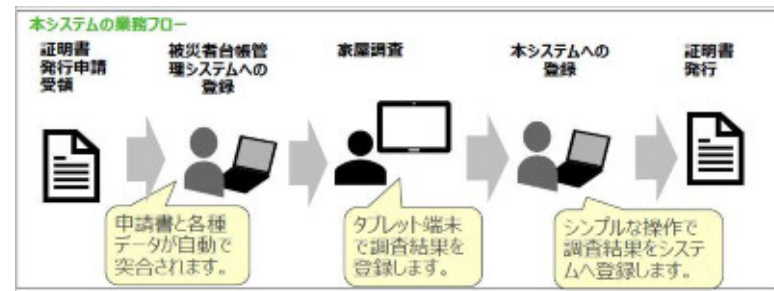 本システムの業務フロー
証明書
発行申請
受領
被災者台帳管
理システムへの
登録
家屋調査
本システムへの
登録
証明書
発行
申請書と各種
データが自動で
突合されます。
タブレット端末
で調査結果を
登録します。
シンプルな操作で
調査結果をシステ
ムへ登録します。